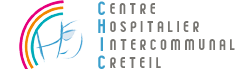 CENTRE
HOSPITALIER
INTERCOMMUNAL
CRETEIL